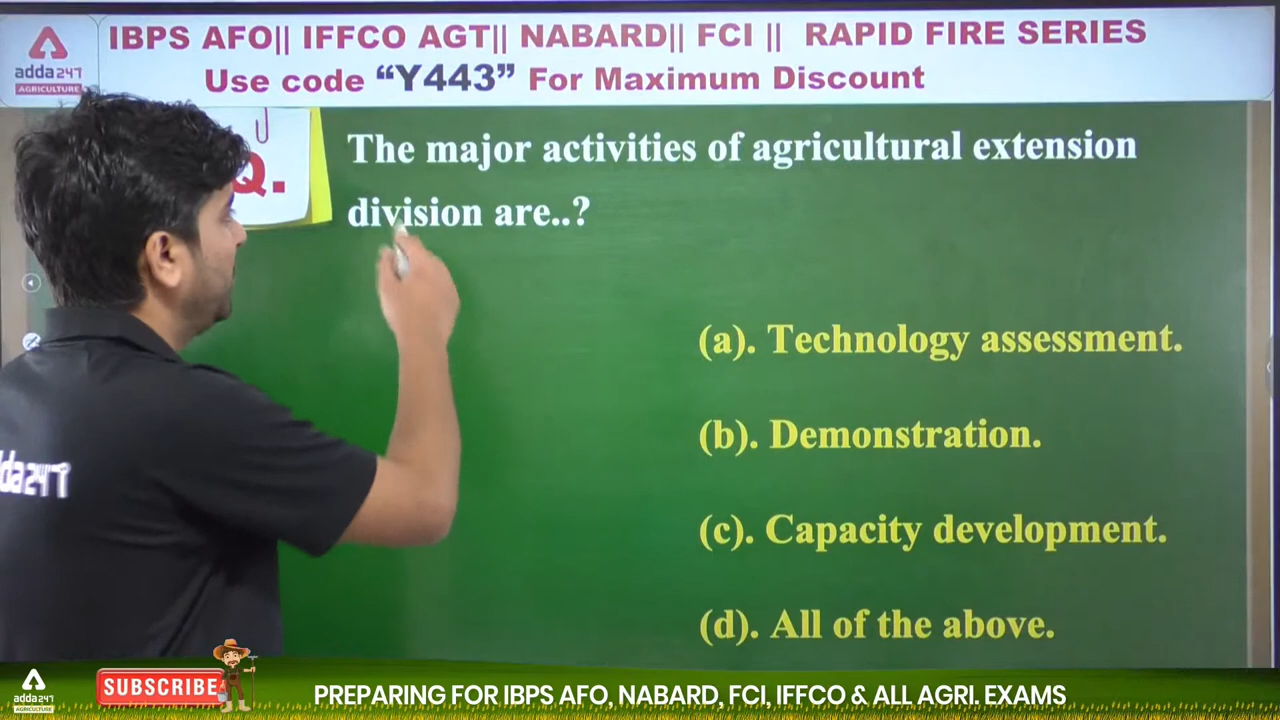 IBPS AFO|| IFFCO AGT|| NABARD|| FCI || RAPID FIRE SERIES
Use code “Y443” For Maximum Discount
adda247
AGRICULTURE
Q.
The major activities of agricultural extension
division are..?
(a). Technology assessment.
(b). Demonstration.
(c). Capacity development.
(d). All of the above.
dda247
adda247
AGRICULTURE
SUBSCRIBE
PREPARING FOR IBPS AFO, NABARD, FCI, IFFCO & ALL AGRI. EXAMS